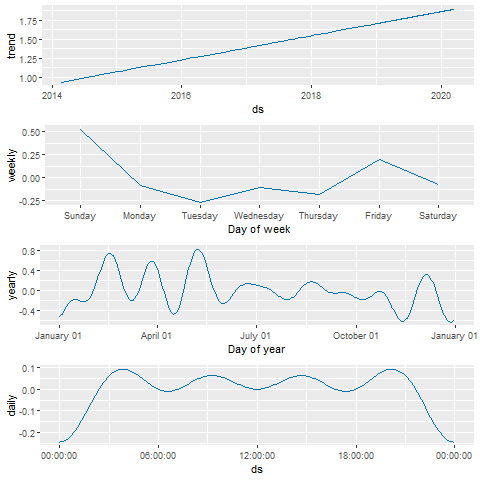 trend
1.75
1.50
1.25
1.00
2014 2016 2018 2020
ds
weekly
0.50
0.25
0.00
-0.25
Sunday Monday Tuesday Wednesday Thursday Friday Saturday
Day of week
yearly
0.8
0.4
0.0
-0.4
January 01 April 01 July 01 October 01 January 01
Day of year
daily
0.1
0.0
-0.1
-0.2
00:00:00 06:00:00 12:00:00 18:00:00 00:00:00
ds